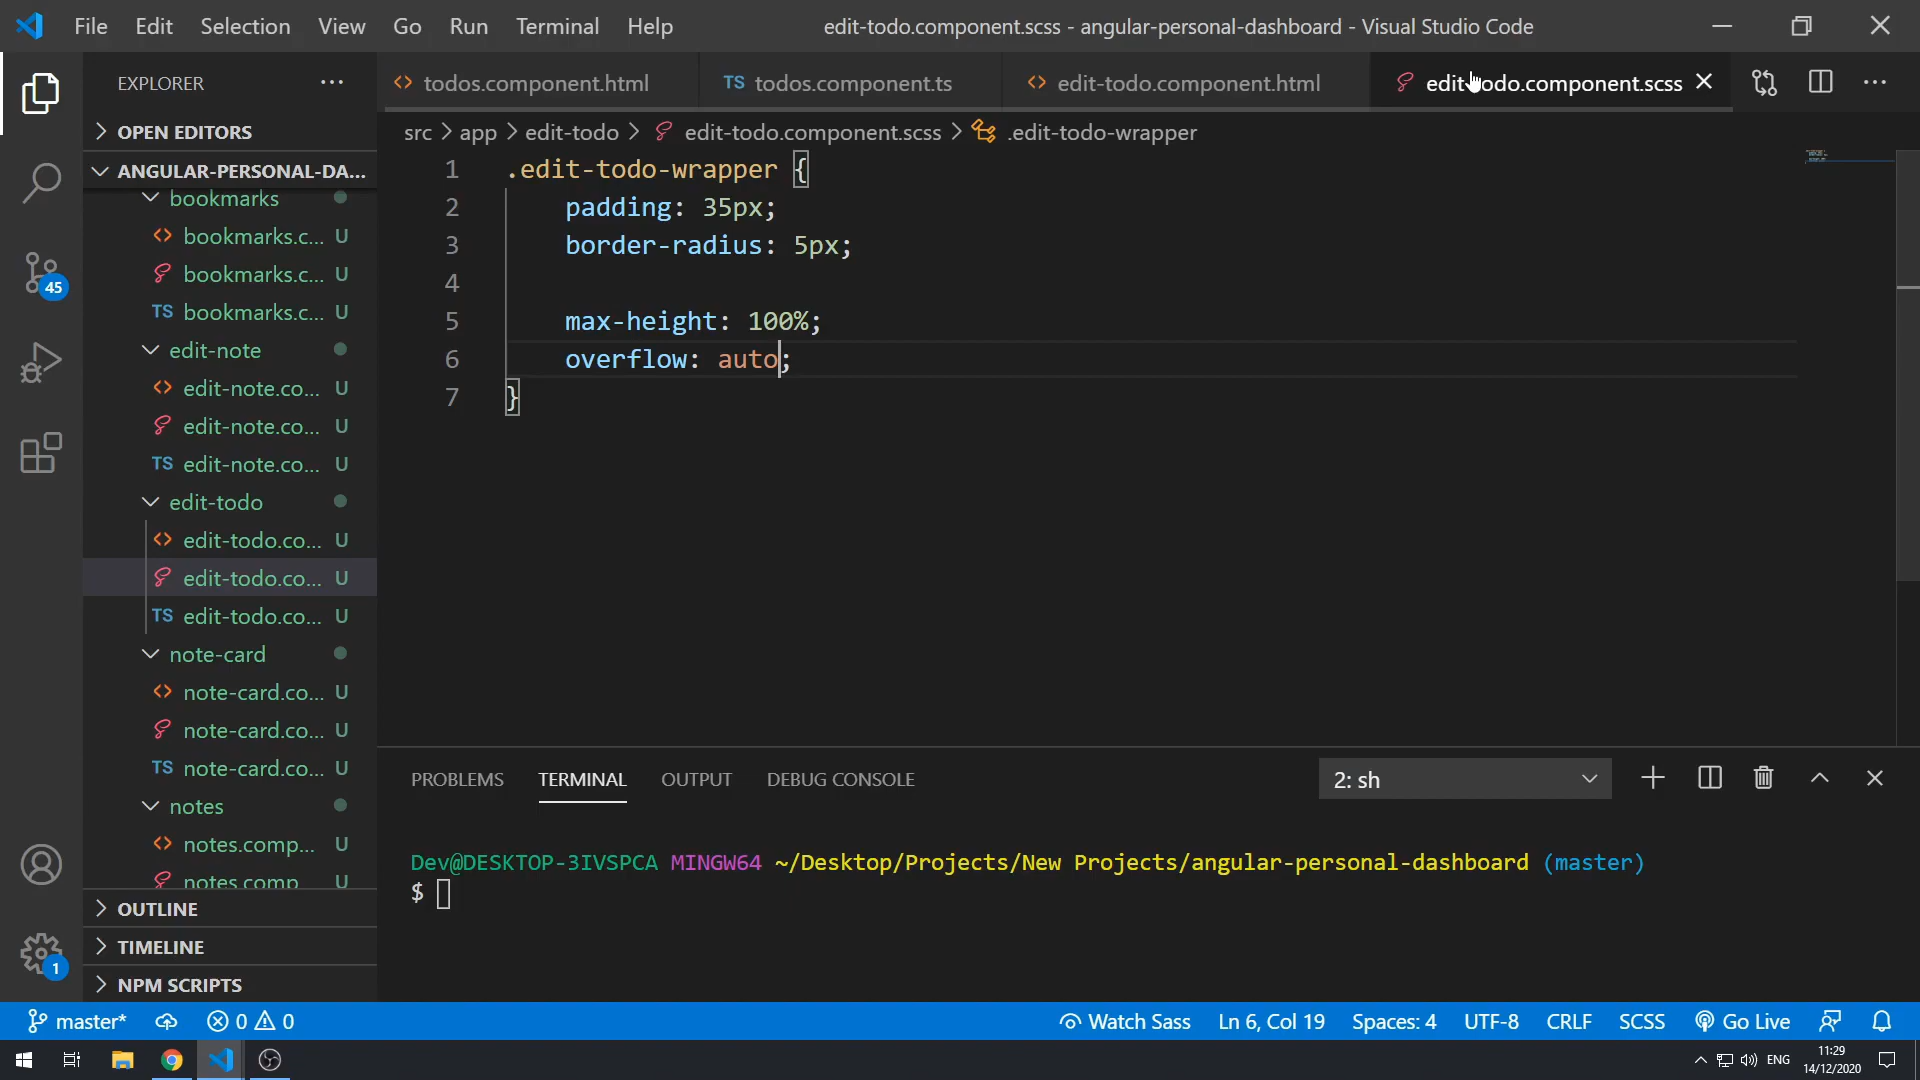 File Edit Selection View Go Run Terminal Help
edit-todo.component.scss - angular-personal-dashboard - Visual Studio Code
EXPLORER
todos.component.html
TS todos.component.ts
edit-todo.component.html
edit-todo.component.scss
OPEN EDITORS
src > app > edit-todo > edit-todo.component.scss > .edit-todo-wrapper
ANGULAR-PERSONAL-DA...
bookmarks
bookmarks.c... U
bookmarks.c... U
TS bookmarks.c... U
edit-note
edit-note.co... U
edit-note.co... U
TS edit-note.co... U
edit-todo
edit-todo.co... U
edit-todo.co... U
TS edit-todo.co... U
note-card
note-card.co... U
note-card.co... U
TS note-card.co... U
notes
notes.comp... U
notes.comp U
OUTLINE
TIMELINE
NPM SCRIPTS
45
1
1 .edit-todo-wrapper {
2 padding: 35px;
3 border-radius: 5px;
4
5 max-height: 100%;
6 overflow: auto;
7 }
PROBLEMS TERMINAL OUTPUT DEBUG CONSOLE
2: sh
Dev@DESKTOP-3IVSPCA MINGW64 ~/Desktop/Projects/New Projects/angular-personal-dashboard (master)
$
master* 0 0
Watch Sass Ln 6, Col 19 Spaces: 4 UTF-8 CRLF SCSS Go Live
ENG
11:29
14/12/2020